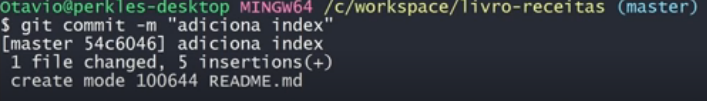 Otavio@perkles-desktop MINGW64 /c/workspace/livro-receitas (master)
$ git commit -m "adiciona index"
[master 54c6046] adiciona index
 1 file changed, 5 insertions(+)
 create mode 100644 README.md